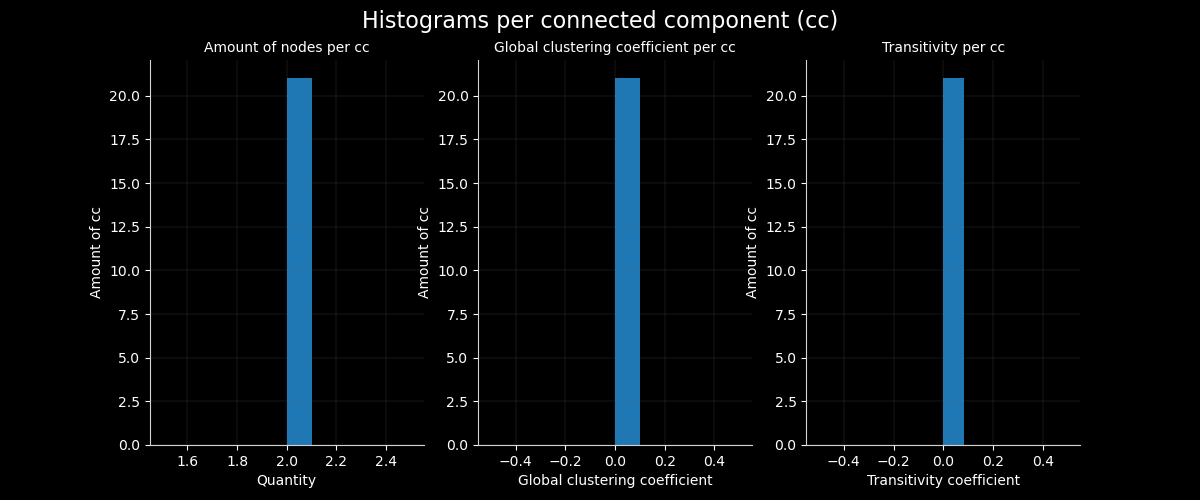 Histograms per connected component (cc)
Amount of nodes per cc
20.0
17.5
15.0
12.5
10.0
7.5
5.0
2.5
0.0
Amount of cc
1.6 1.8 2.0 2.2 2.4
Quantity
Global clustering coefficient per cc
20.0
17.5
15.0
12.5
10.0
7.5
5.0
2.5
0.0
Amount of cc
−0.4 −0.2 0.0 0.2 0.4
Global clustering coefficient
Transitivity per cc
20.0
17.5
15.0
12.5
10.0
7.5
5.0
2.5
0.0
Amount of cc
−0.4 −0.2 0.0 0.2 0.4
Transitivity coefficient